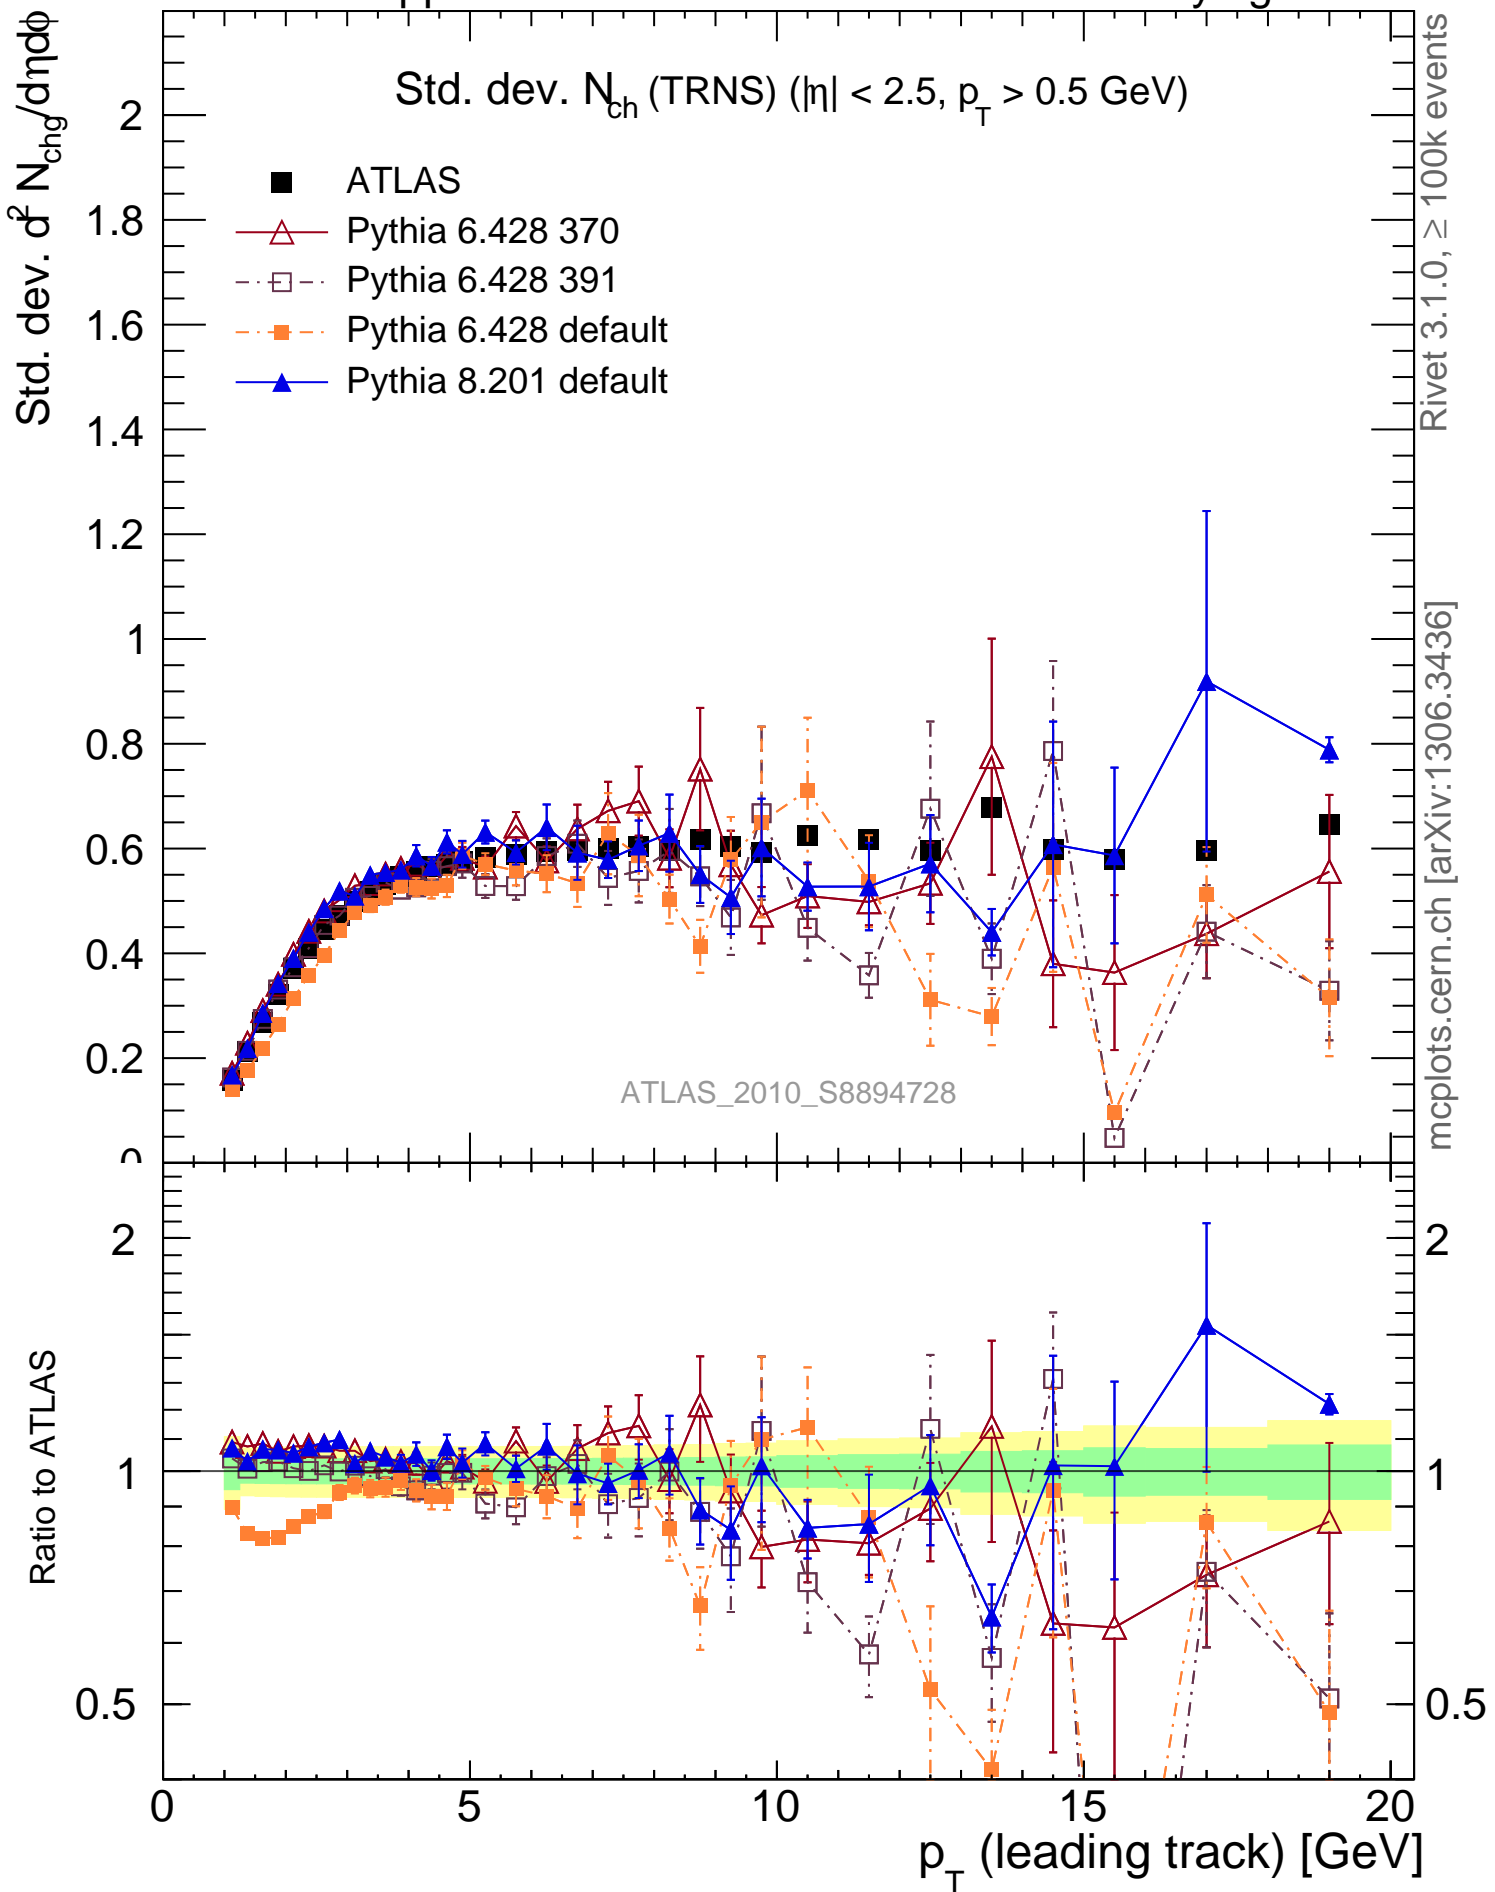 Std. dev. N_ch (TRNS) (|η| < 2.5, p_T > 0.5 GeV)
Std. dev. d² N_chg/dηdϕ
ATLAS
Pythia 6.428 370
Pythia 6.428 391
Pythia 6.428 default
Pythia 8.201 default
2
1.8
1.6
1.4
1.2
1
0.8
0.6
0.4
0.2
0
ATLAS_2010_S8894728
Rivet 3.1.0, ≥ 100k events
mcplots.cern.ch [arXiv:1306.3436]
Ratio to ATLAS
2
1
0.5
2
1
0.5
0 5 10 15 20
p_T (leading track) [GeV]